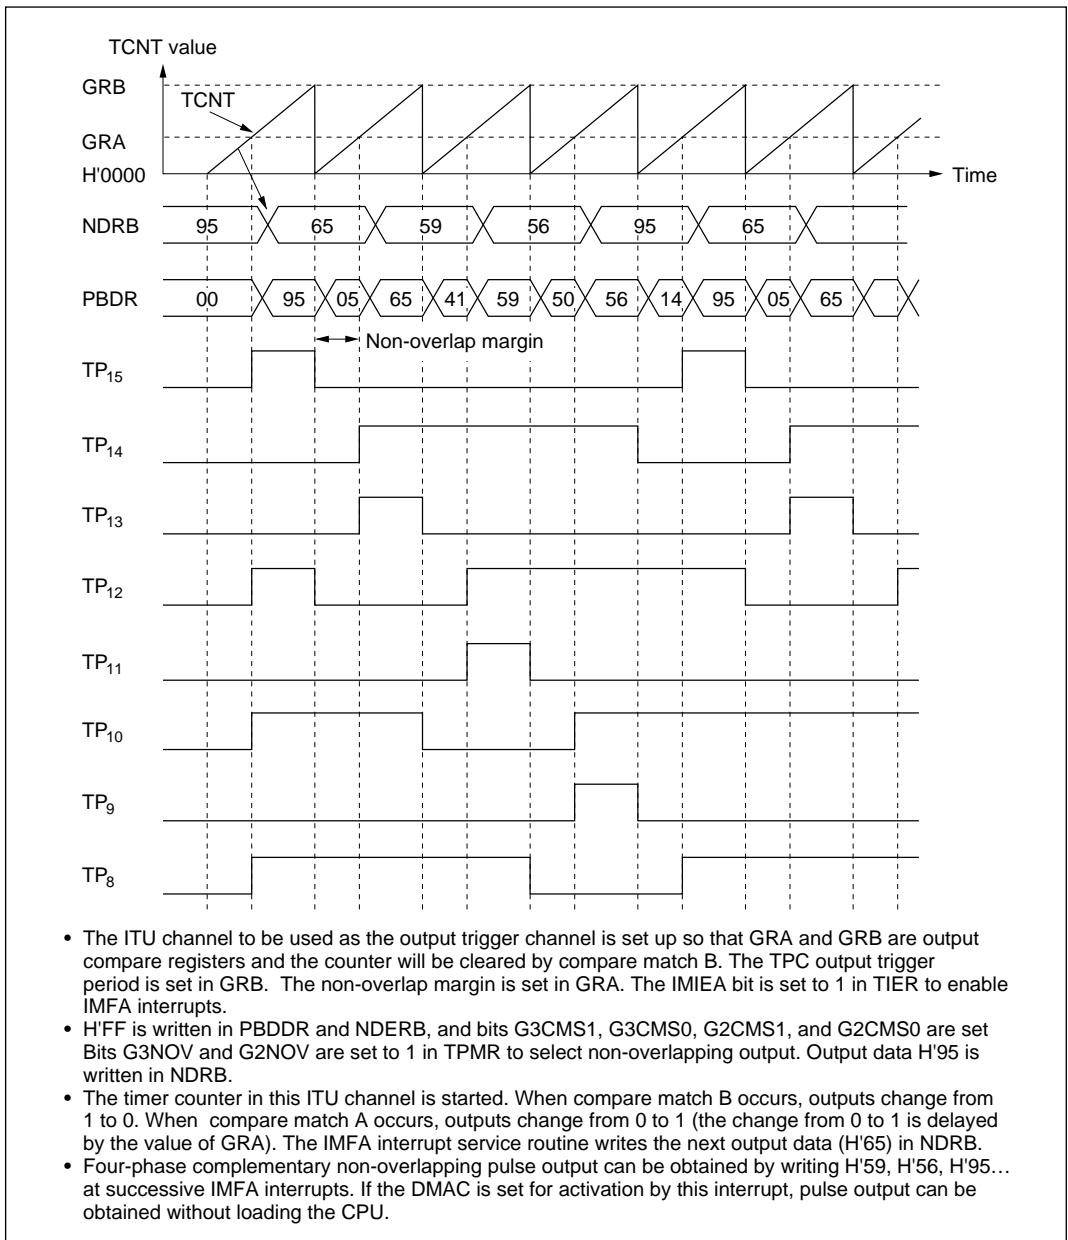 TCNT value
GRB
TCNT
GRA
H'0000
Time
NDRB 95 65 59 56 95 65
PBDR 00 95 05 65 41 59 50 56 14 95 05 65
Non-overlap margin
TP15
TP14
TP13
TP12
TP11
TP10
TP9
TP8
• The ITU channel to be used as the output trigger channel is set up so that GRA and GRB are output
compare registers and the counter will be cleared by compare match B. The TPC output trigger
period is set in GRB.  The non-overlap margin is set in GRA. The IMIEA bit is set to 1 in TIER to enable
IMFA interrupts.
• H'FF is written in PBDDR and NDERB, and bits G3CMS1, G3CMS0, G2CMS1, and G2CMS0 are set
Bits G3NOV and G2NOV are set to 1 in TPMR to select non-overlapping output. Output data H'95 is
written in NDRB.
• The timer counter in this ITU channel is started. When compare match B occurs, outputs change from
1 to 0. When  compare match A occurs, outputs change from 0 to 1 (the change from 0 to 1 is delayed
by the value of GRA). The IMFA interrupt service routine writes the next output data (H'65) in NDRB.
• Four-phase complementary non-overlapping pulse output can be obtained by writing H'59, H'56, H'95…
at successive IMFA interrupts. If the DMAC is set for activation by this interrupt, pulse output can be
obtained without loading the CPU.